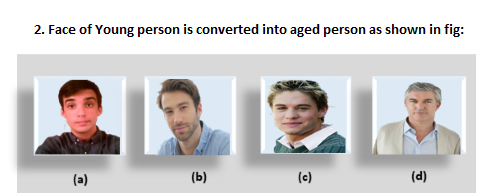 2. Face of Young person is converted into aged person as shown in fig:
(a) (b) (c) (d)